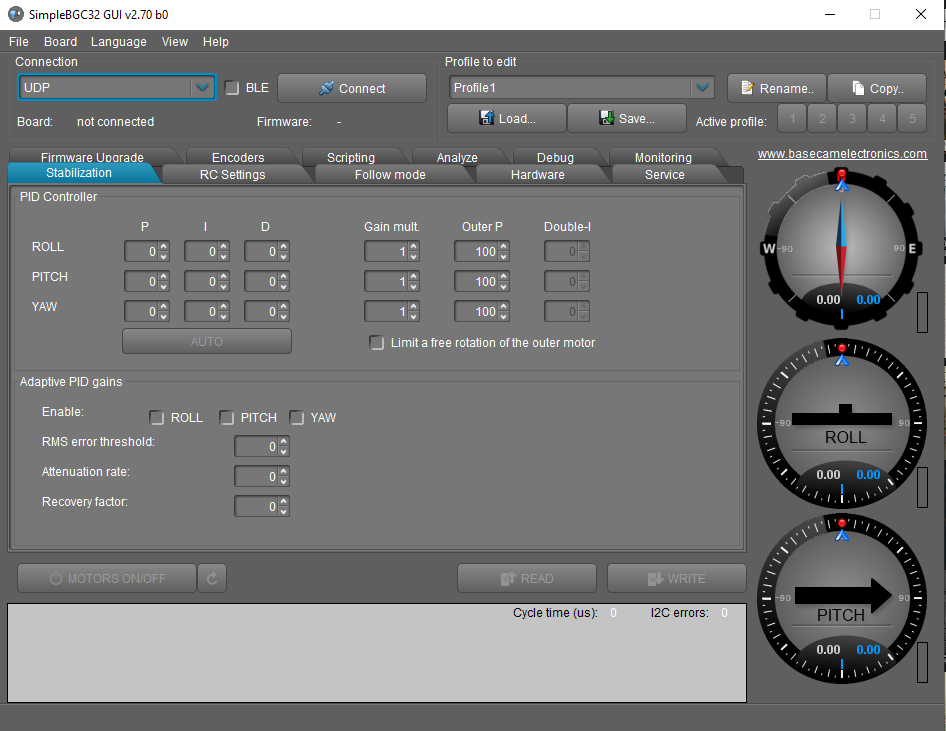 SimpleBGC32 GUI v2.70 b0
File Board Language View Help
Connection
UDP BLE Connect
Board: not connected Firmware: -
Profile to edit
Profile1 Rename.. Copy..
Load... Save... Active profile: 1 2 3 4 5
Firmware Upgrade Encoders Scripting Analyze Debug Monitoring
Stabilization RC Settings Follow mode Hardware Service
www.basecamelectronics.com
PID Controller
P I D Gain mult. Outer P Double-I
ROLL 0 0 0 1 100 0
PITCH 0 0 0 1 100 0
YAW 0 0 0 1 100 0
AUTO Limit a free rotation of the outer motor
Adaptive PID gains
Enable: ROLL PITCH YAW
RMS error threshold: 0
Attenuation rate: 0
Recovery factor: 0
MOTORS ON/OFF READ WRITE
Cycle time (us): 0 I2C errors: 0
W -90 90 E
0.00 0.00
-90 90
ROLL
0.00 0.00
-90 90
PITCH
0.00 0.00